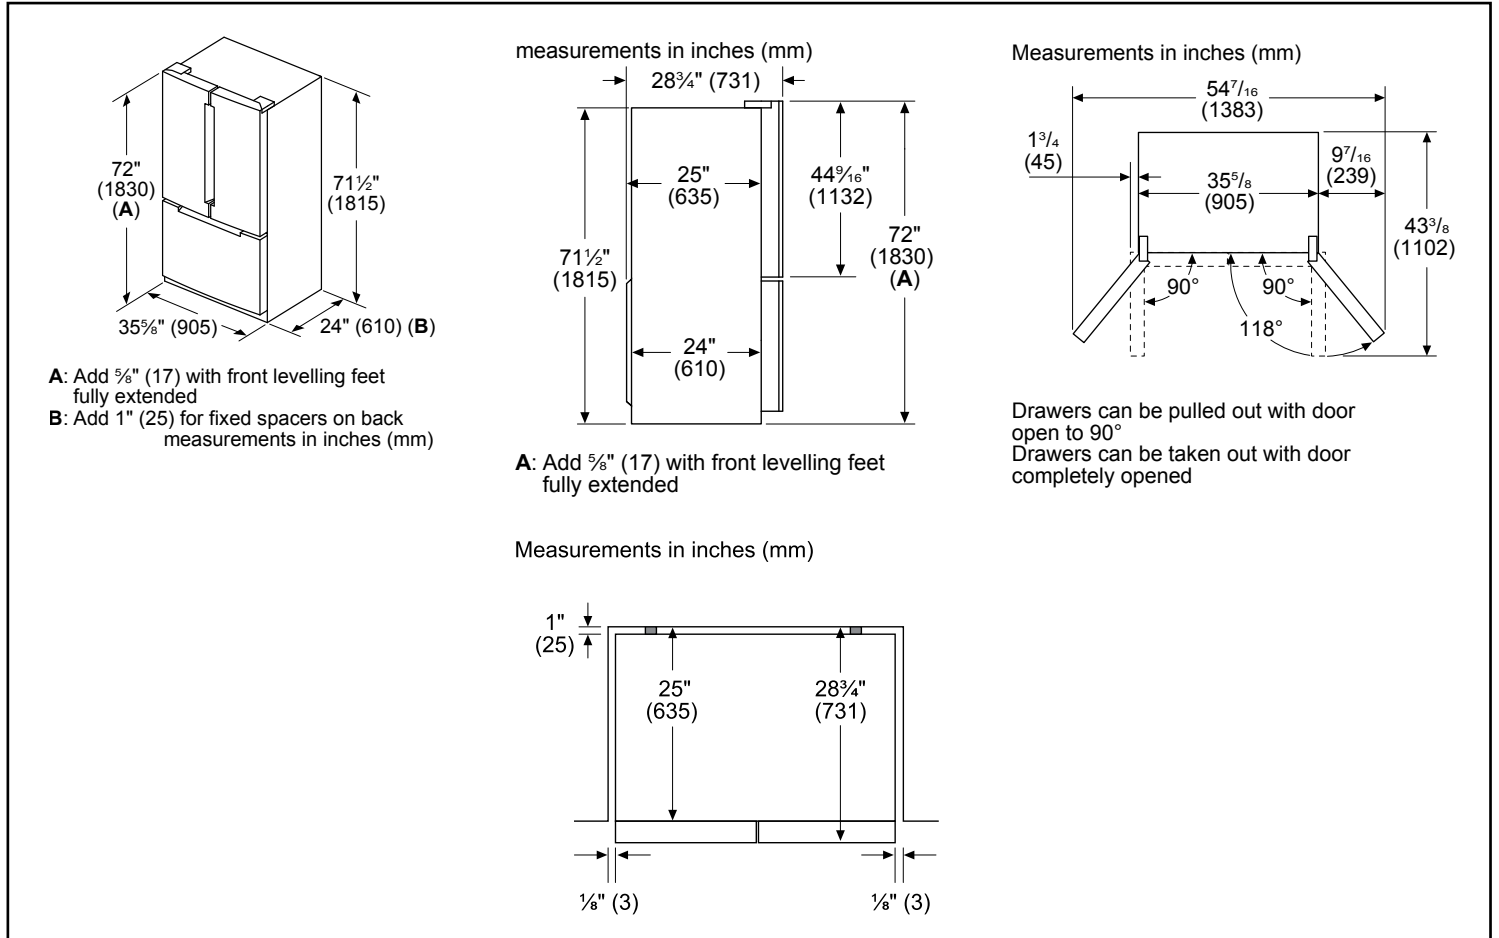 72"
(1830)
(A)
71½"
(1815)
35⅝" (905)
24" (610) (B)
A: Add ⅝" (17) with front levelling feet
fully extended
B: Add 1" (25) for fixed spacers on back
measurements in inches (mm)
measurements in inches (mm)
28¾" (731)
25"
(635)
44⁹⁄₁₆"
(1132)
71½"
(1815)
72"
(1830)
(A)
24"
(610)
A: Add ⅝" (17) with front levelling feet
fully extended
Measurements in inches (mm)
54⁷/₁₆
(1383)
1³/₄
(45)
35⁵/₈
(905)
9⁷/₁₆
(239)
43³/₈
(1102)
90°
90°
118°
Drawers can be pulled out with door
open to 90°
Drawers can be taken out with door
completely opened
Measurements in inches (mm)
1"
(25)
25"
(635)
28¾"
(731)
⅛" (3)
⅛" (3)